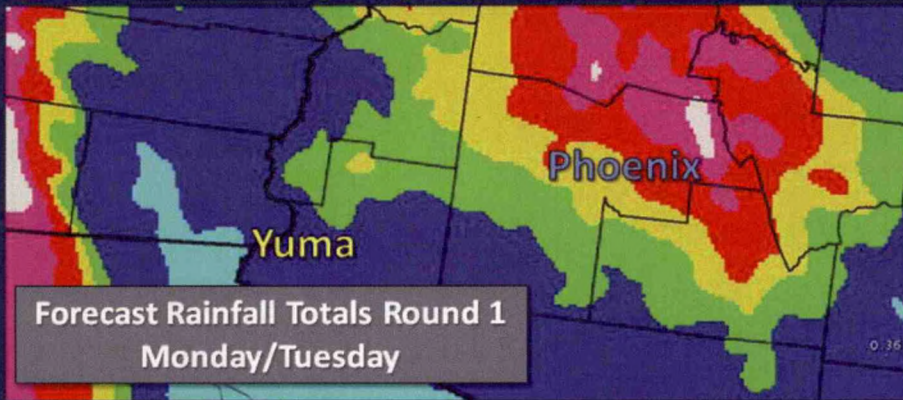 Phoenix
Yuma
Forecast Rainfall Totals Round 1
Monday/Tuesday
0.36